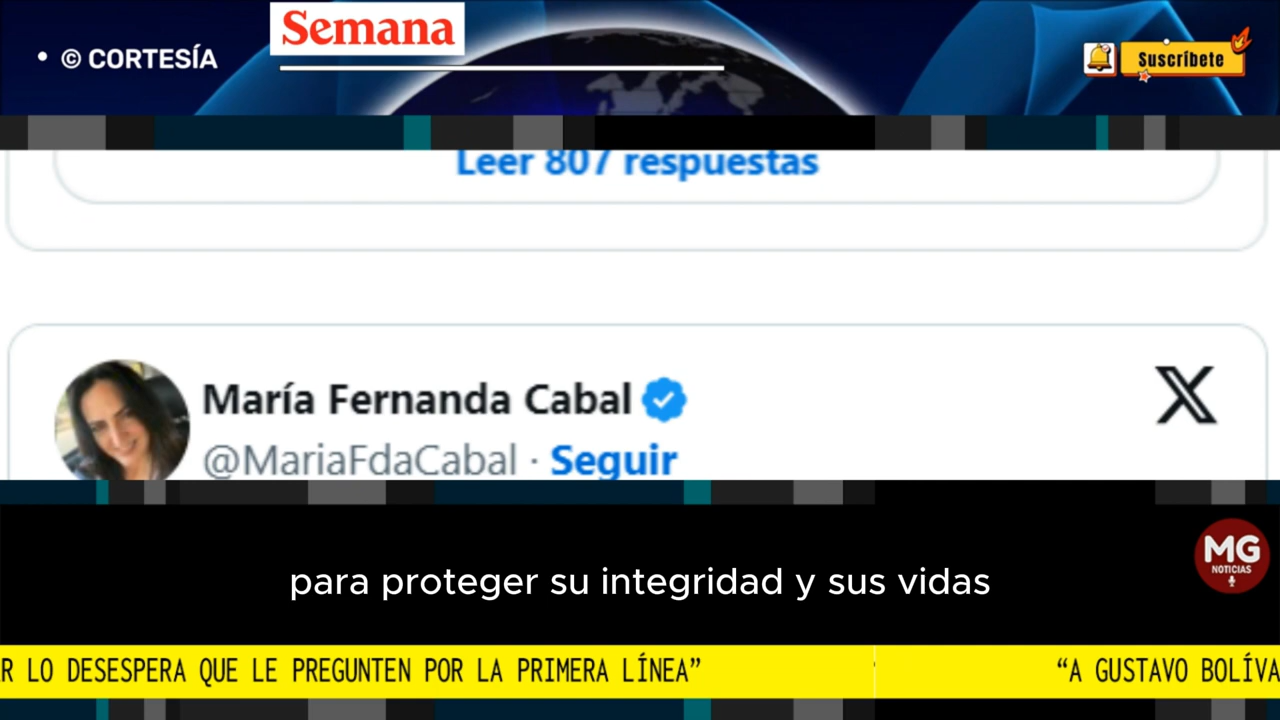 Semana
• © CORTESÍA
Suscríbete
Leer 807 respuestas
María Fernanda Cabal
@MariaFdaCabal · Seguir
para proteger su integridad y sus vidas
MG
NOTICIAS
R LO DESESPERA QUE LE PREGUNTEN POR LA PRIMERA LÍNEA” “A GUSTAVO BOLÍVA